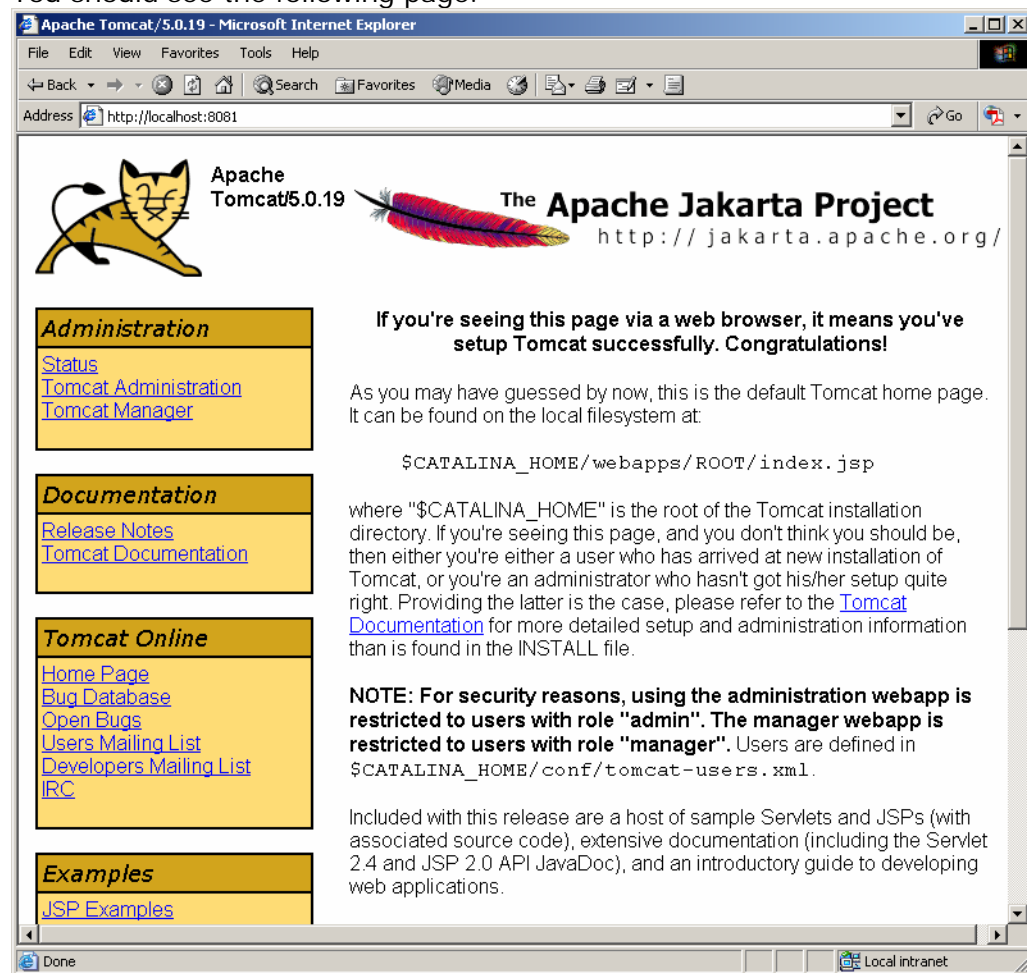 You should see the following page:
Apache Tomcat/5.0.19 - Microsoft Internet Explorer
File Edit View Favorites Tools Help
Back Search Favorites Media
Address http://localhost:8081 Go
Apache
Tomcat/5.0.19
The Apache Jakarta Project
http://jakarta.apache.org/
Administration
Status
Tomcat Administration
Tomcat Manager
Documentation
Release Notes
Tomcat Documentation
Tomcat Online
Home Page
Bug Database
Open Bugs
Users Mailing List
Developers Mailing List
IRC
Examples
JSP Examples
If you're seeing this page via a web browser, it means you've
setup Tomcat successfully. Congratulations!
As you may have guessed by now, this is the default Tomcat home page.
It can be found on the local filesystem at:
$CATALINA_HOME/webapps/ROOT/index.jsp
where "$CATALINA_HOME" is the root of the Tomcat installation
directory. If you're seeing this page, and you don't think you should be,
then either you're either a user who has arrived at new installation of
Tomcat, or you're an administrator who hasn't got his/her setup quite
right. Providing the latter is the case, please refer to the Tomcat
Documentation for more detailed setup and administration information
than is found in the INSTALL file.
NOTE: For security reasons, using the administration webapp is
restricted to users with role "admin". The manager webapp is
restricted to users with role "manager". Users are defined in
$CATALINA_HOME/conf/tomcat-users.xml.
Included with this release are a host of sample Servlets and JSPs (with
associated source code), extensive documentation (including the Servlet
2.4 and JSP 2.0 API JavaDoc), and an introductory guide to developing
web applications.
Done Local intranet